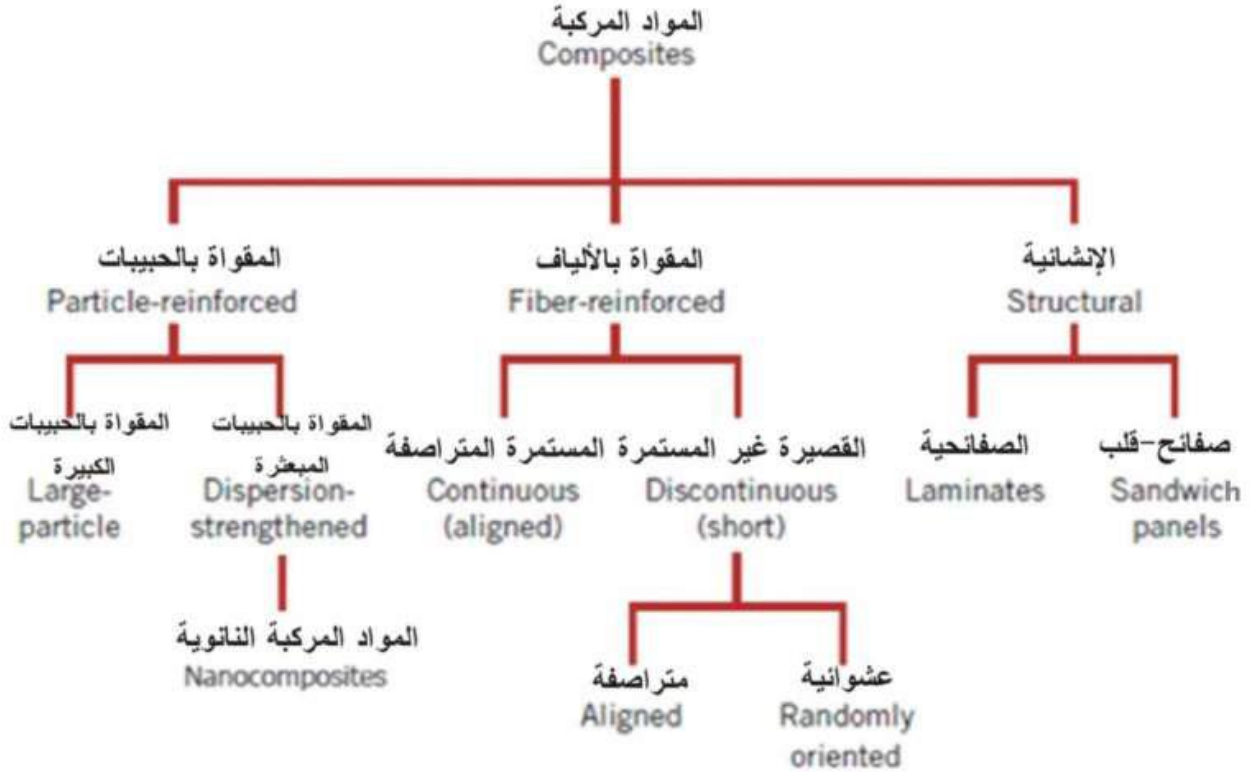 المواد المركبة
Composites
المقواة بالحبيبات
Particle-reinforced
المقواة بالألياف
Fiber-reinforced
الإنشائية
Structural
المقواة بالحبيبات
الكبيرة
Large-
particle
المقواة بالحبيبات
المبعثرة
Dispersion-
strengthened
المستمرة المتراصفة
Continuous
(aligned)
القصيرة غير المستمرة
Discontinuous
(short)
الصفائحية
Laminates
صفائح-قلب
Sandwich
panels
المواد المركبة النانوية
Nanocomposites
متراصفة
Aligned
عشوائية
Randomly
oriented